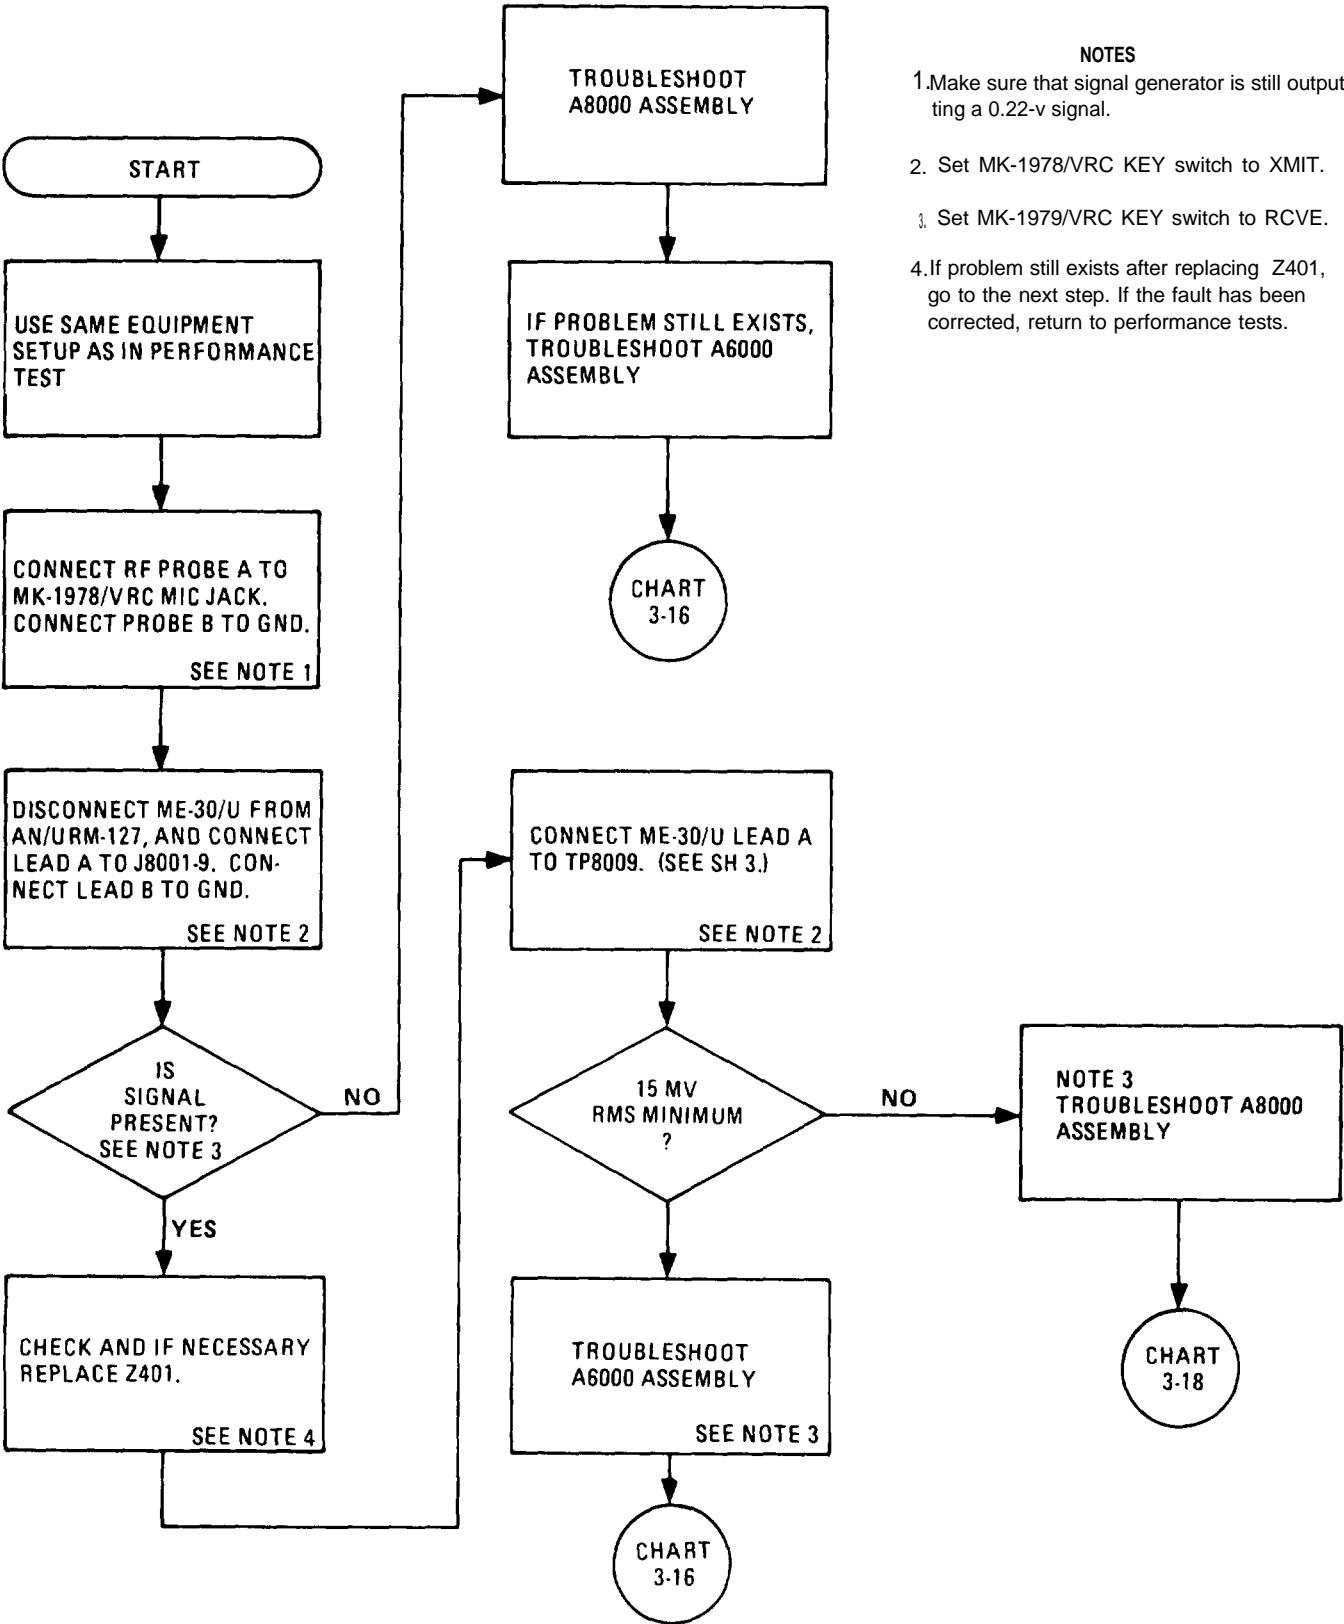 START
USE SAME EQUIPMENT
SETUP AS IN PERFORMANCE
TEST
CONNECT RF PROBE A TO
MK-1978/VRC MIC JACK.
CONNECT PROBE B TO GND.
SEE NOTE 1
DISCONNECT ME-30/U FROM
AN/URM-127, AND CONNECT
LEAD A TO J8001-9. CON-
NECT LEAD B TO GND.
SEE NOTE 2
IS
SIGNAL
PRESENT?
SEE NOTE 3
NO
YES
CHECK AND IF NECESSARY
REPLACE Z401.
SEE NOTE 4
TROUBLESHOOT
A8000 ASSEMBLY
IF PROBLEM STILL EXISTS,
TROUBLESHOOT A6000
ASSEMBLY
CHART
3-16
CONNECT ME-30/U LEAD A
TO TP8009. (SEE SH 3.)
SEE NOTE 2
15 MV
RMS MINIMUM
?
NO
TROUBLESHOOT
A6000 ASSEMBLY
SEE NOTE 3
CHART
3-16
NOTE 3
TROUBLESHOOT A8000
ASSEMBLY
CHART
3-18
NOTES
1.Make sure that signal generator is still output
ting a 0.22-v signal.
2. Set MK-1978/VRC KEY switch to XMIT.
3. Set MK-1979/VRC KEY switch to RCVE.
4.If problem still exists after replacing Z401,
go to the next step. If the fault has been
corrected, return to performance tests.